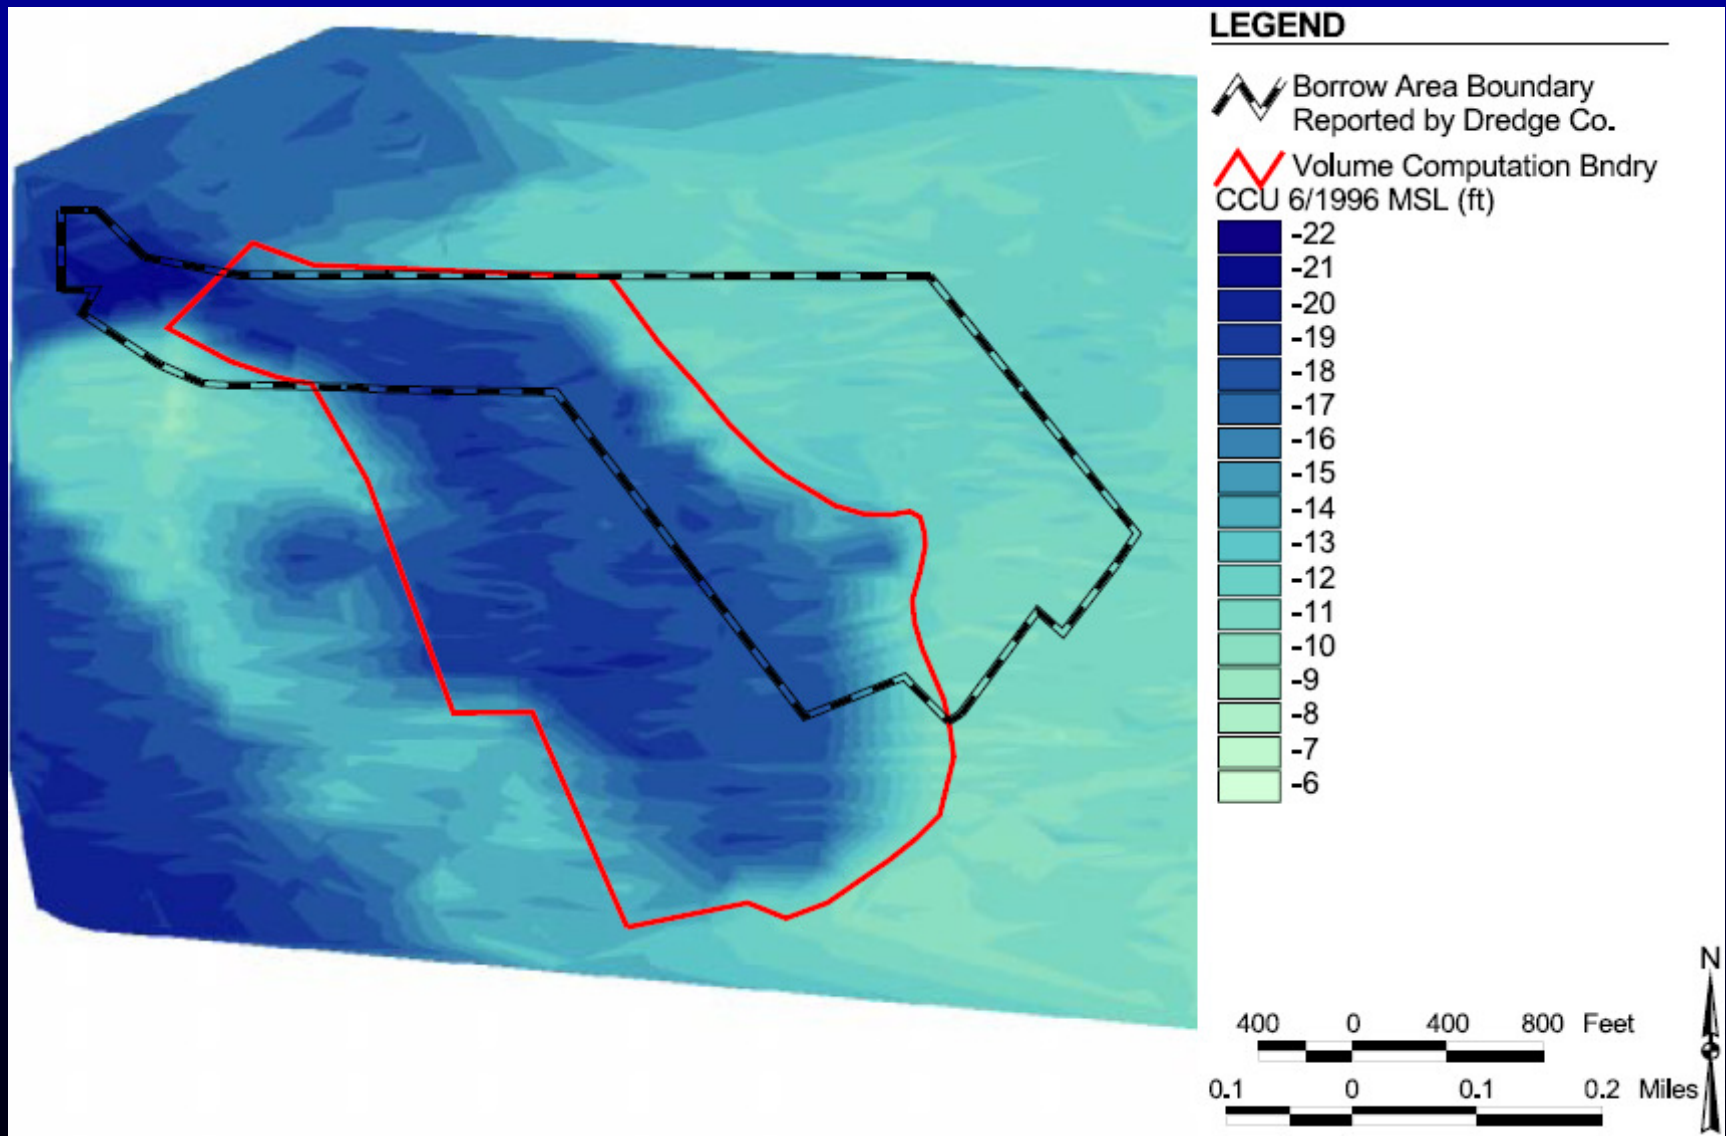 LEGEND
Borrow Area Boundary
Reported by Dredge Co.
Volume Computation Bndry
CCU 6/1996 MSL (ft)
-22
-21
-20
-19
-18
-17
-16
-15
-14
-13
-12
-11
-10
-9
-8
-7
-6
N
400 0 400 800 Feet
0.1 0 0.1 0.2 Miles